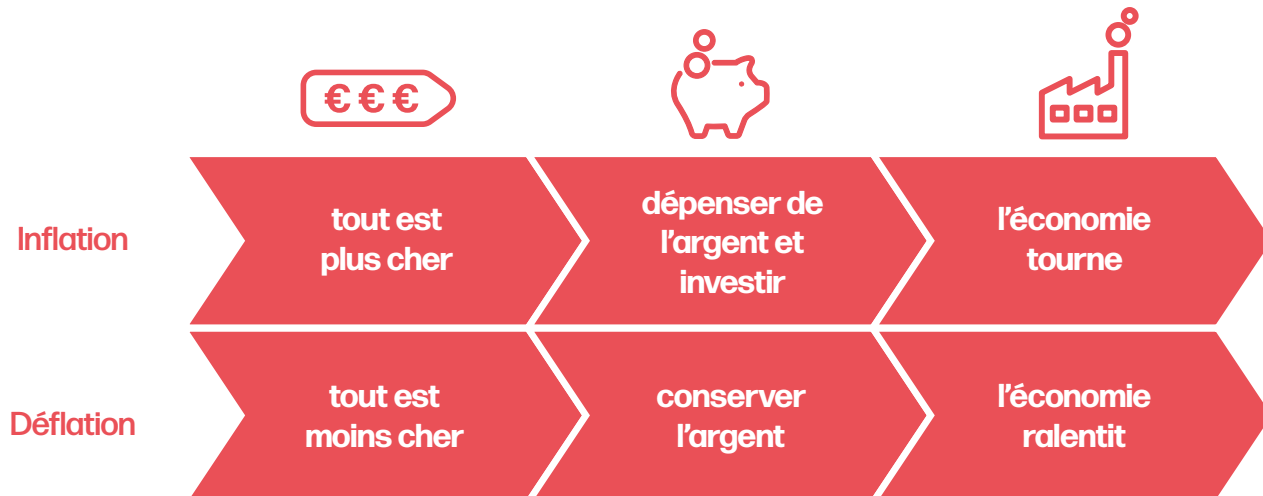 € € €
Inflation
tout est
plus cher
dépenser de
l’argent et
investir
l’économie
tourne
Déflation
tout est
moins cher
conserver
l’argent
l’économie
ralentit